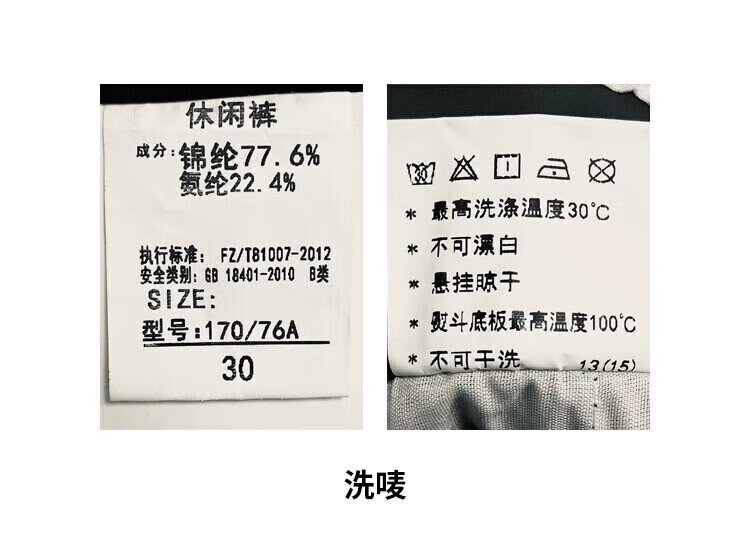 休闲裤
成分:锦纶77.6%
氨纶22.4%
执行标准: FZ/T81007-2012
安全类别: GB 18401-2010 B类
SIZE:
型号:170/76A
30
30
* 最高洗涤温度30℃
* 不可漂白
* 悬挂晾干
* 熨斗底板最高温度100℃
* 不可干洗 13(15)
洗唛